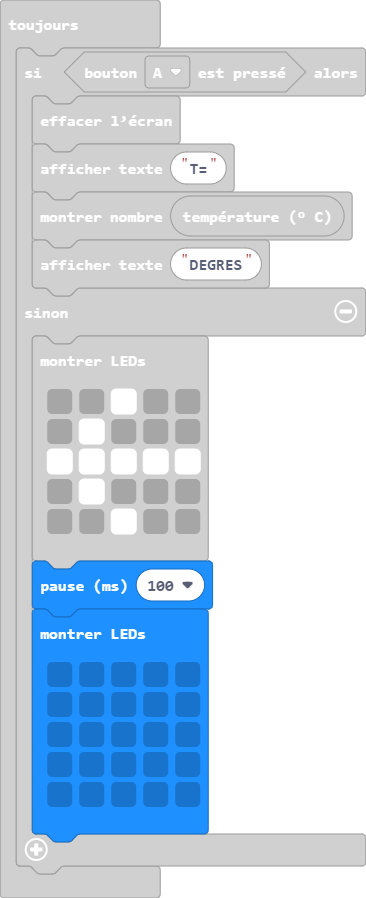 toujours
si bouton A est pressé alors
effacer l'écran
afficher texte "T="
montrer nombre température (º C)
afficher texte "DEGRES"
sinon
montrer LEDs
pause (ms) 100
montrer LEDs